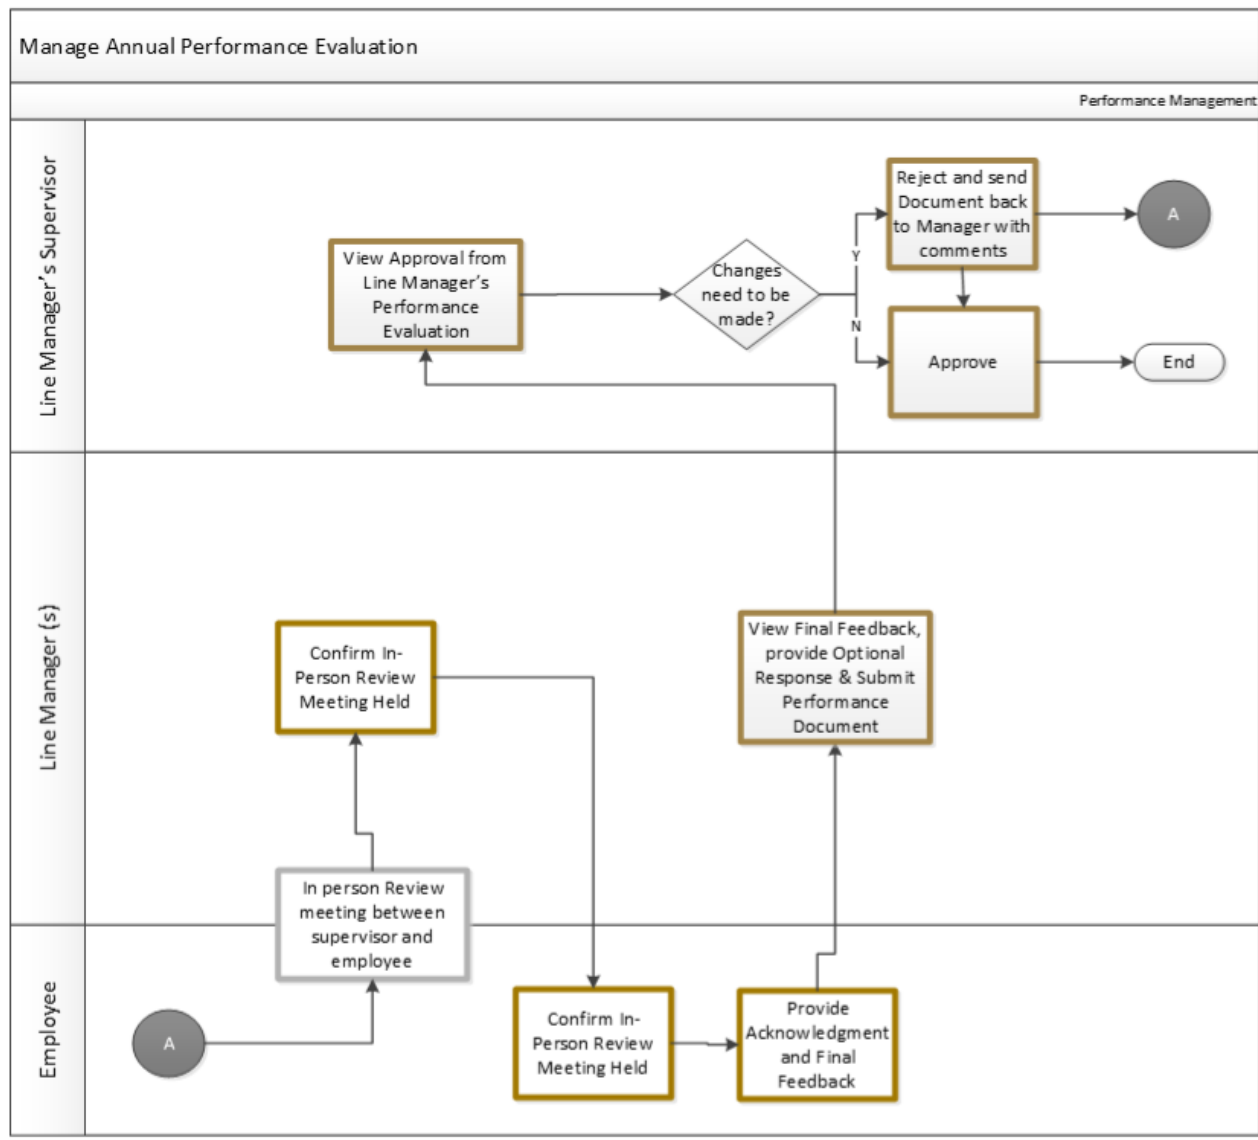 Manage Annual Performance Evaluation
Performance Management
Line Manager's Supervisor
View Approval from
Line Manager's
Performance
Evaluation
Changes
need to be
made?
Y
N
Reject and send
Document back
to Manager with
comments
A
Approve
End
Line Manager (s)
Confirm In-
Person Review
Meeting Held
View Final Feedback,
provide Optional
Response & Submit
Performance
Document
In person Review
meeting between
supervisor and
employee
Employee
A
Confirm In-
Person Review
Meeting Held
Provide
Acknowledgment
and Final
Feedback